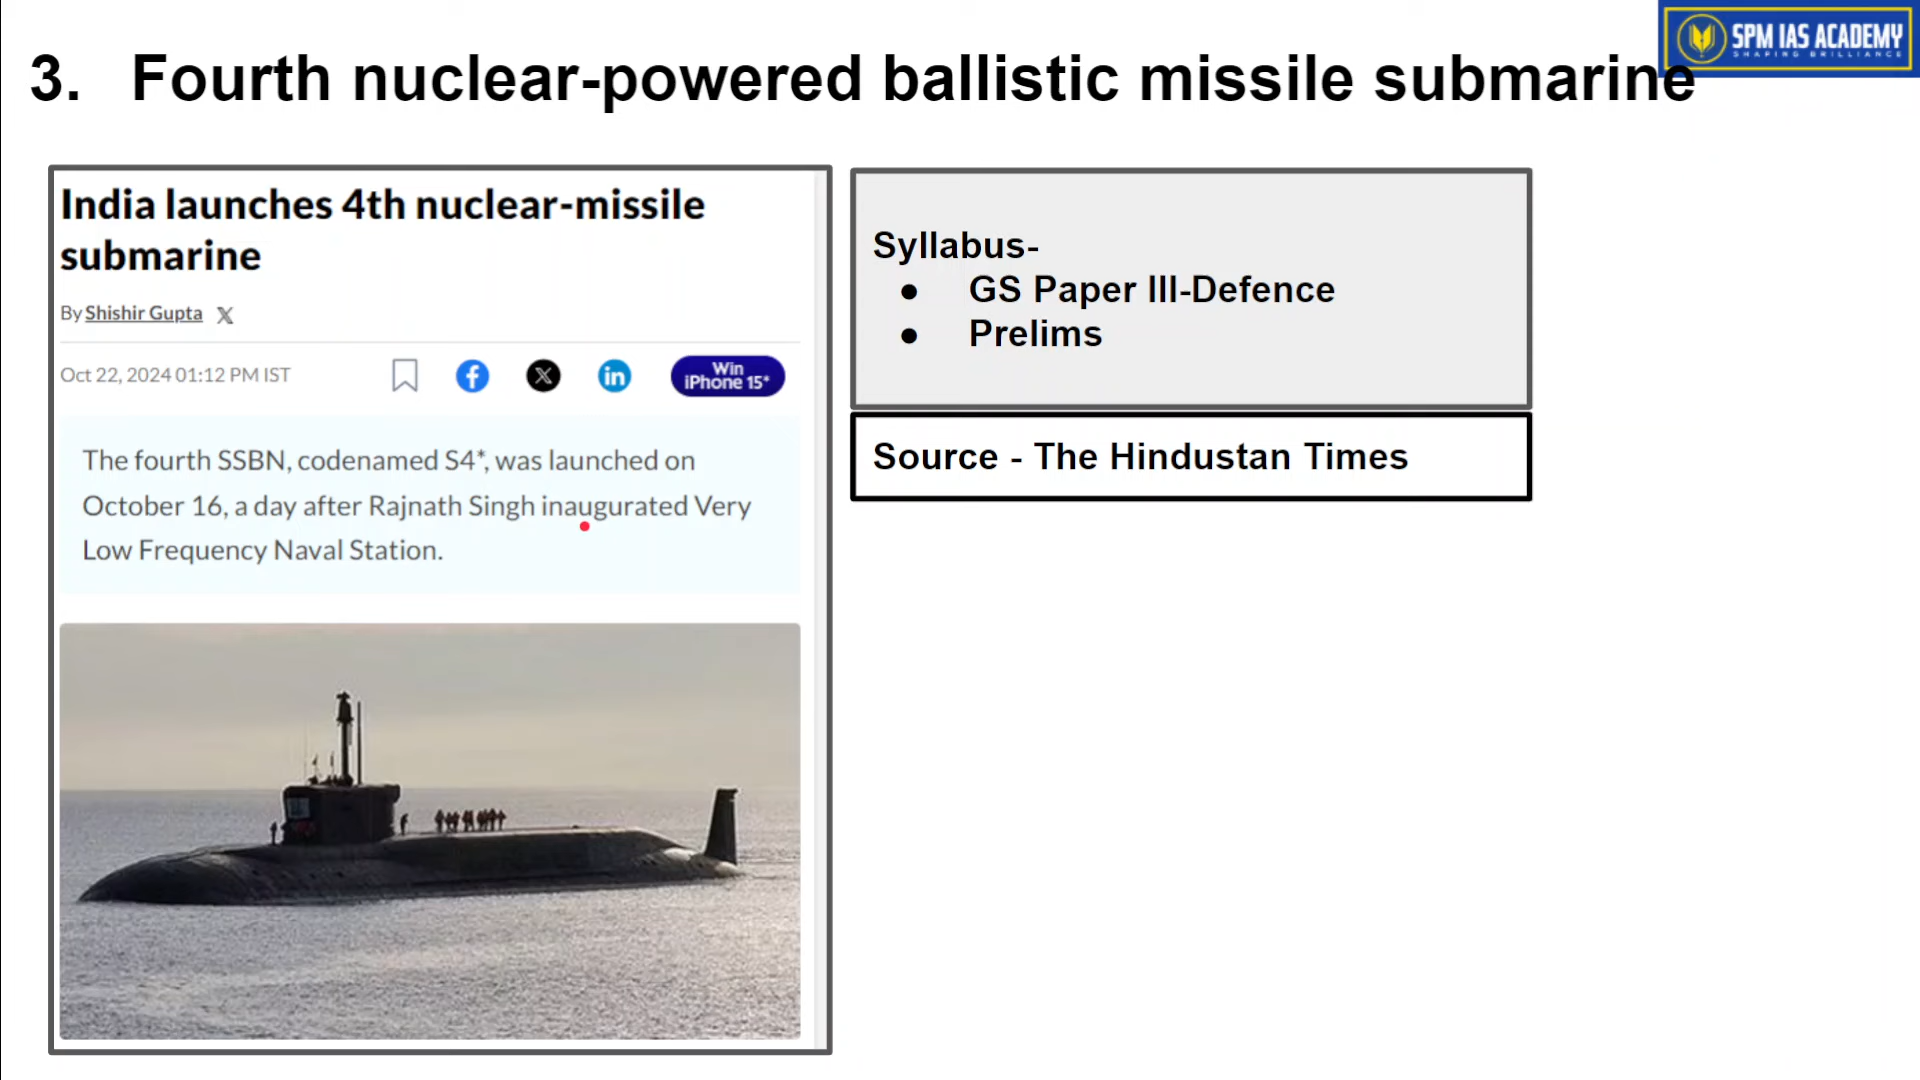 SPM IAS ACADEMY
SHAPING BRILLIANCE
3. Fourth nuclear-powered ballistic missile submarine
India launches 4th nuclear-missile
submarine
By Shishir Gupta X
Oct 22, 2024 01:12 PM IST
f X in
Win
iPhone 15*
The fourth SSBN, codenamed S4*, was launched on
October 16, a day after Rajnath Singh inaugurated Very
Low Frequency Naval Station.
Syllabus-
● GS Paper III-Defence
● Prelims
Source - The Hindustan Times